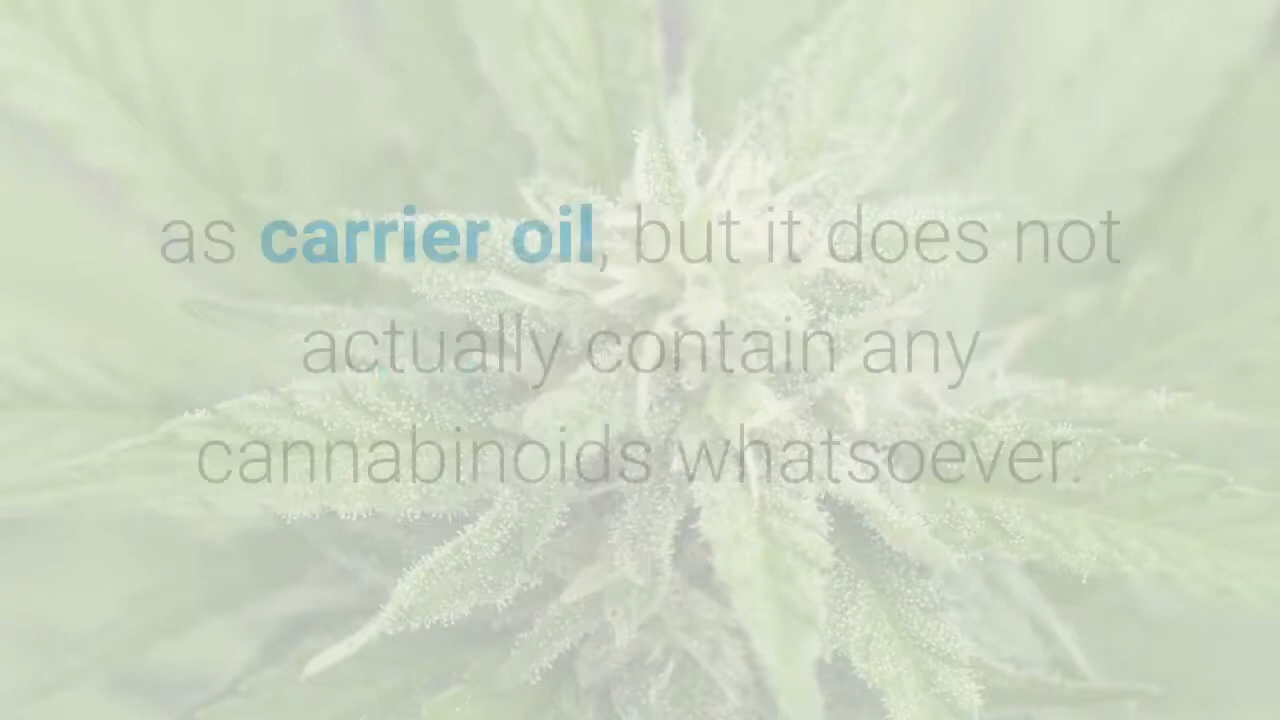 as carrier oil, but it does not
actually contain any
cannabinoids whatsoever.